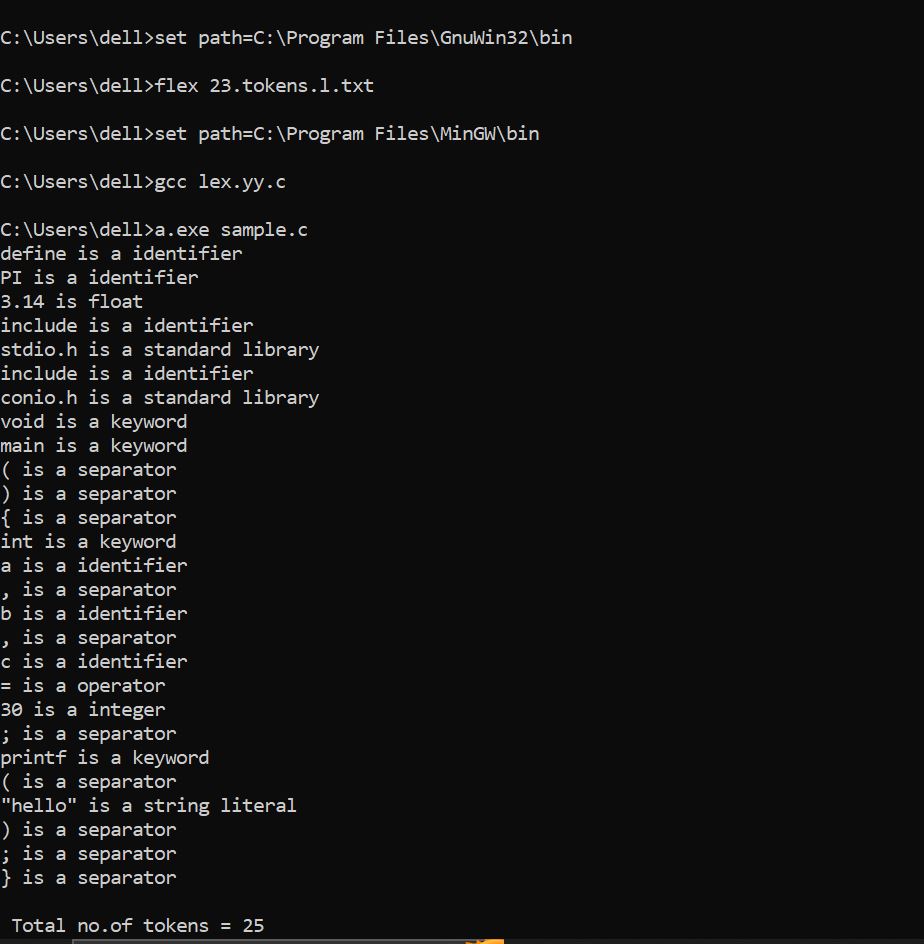 C:\Users\dell>set path=C:\Program Files\GnuWin32\bin
C:\Users\dell>flex 23.tokens.l.txt
C:\Users\dell>set path=C:\Program Files\MinGW\bin
C:\Users\dell>gcc lex.yy.c
C:\Users\dell>a.exe sample.c
define is a identifier
PI is a identifier
3.14 is float
include is a identifier
stdio.h is a standard library
include is a identifier
conio.h is a standard library
void is a keyword
main is a keyword
( is a separator
) is a separator
{ is a separator
int is a keyword
a is a identifier
, is a separator
b is a identifier
, is a separator
c is a identifier
= is a operator
30 is a integer
; is a separator
printf is a keyword
( is a separator
"hello" is a string literal
) is a separator
; is a separator
} is a separator
Total no.of tokens = 25